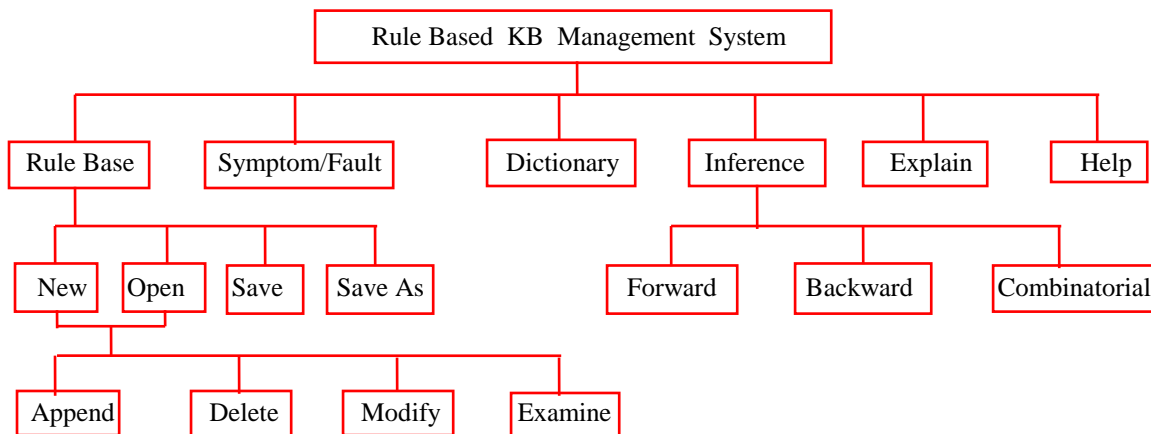 Rule Based KB Management System
Rule Base
Symptom/Fault
Dictionary
Inference
Explain
Help
New
Open
Save
Save As
Forward
Backward
Combinatorial
Append
Delete
Modify
Examine